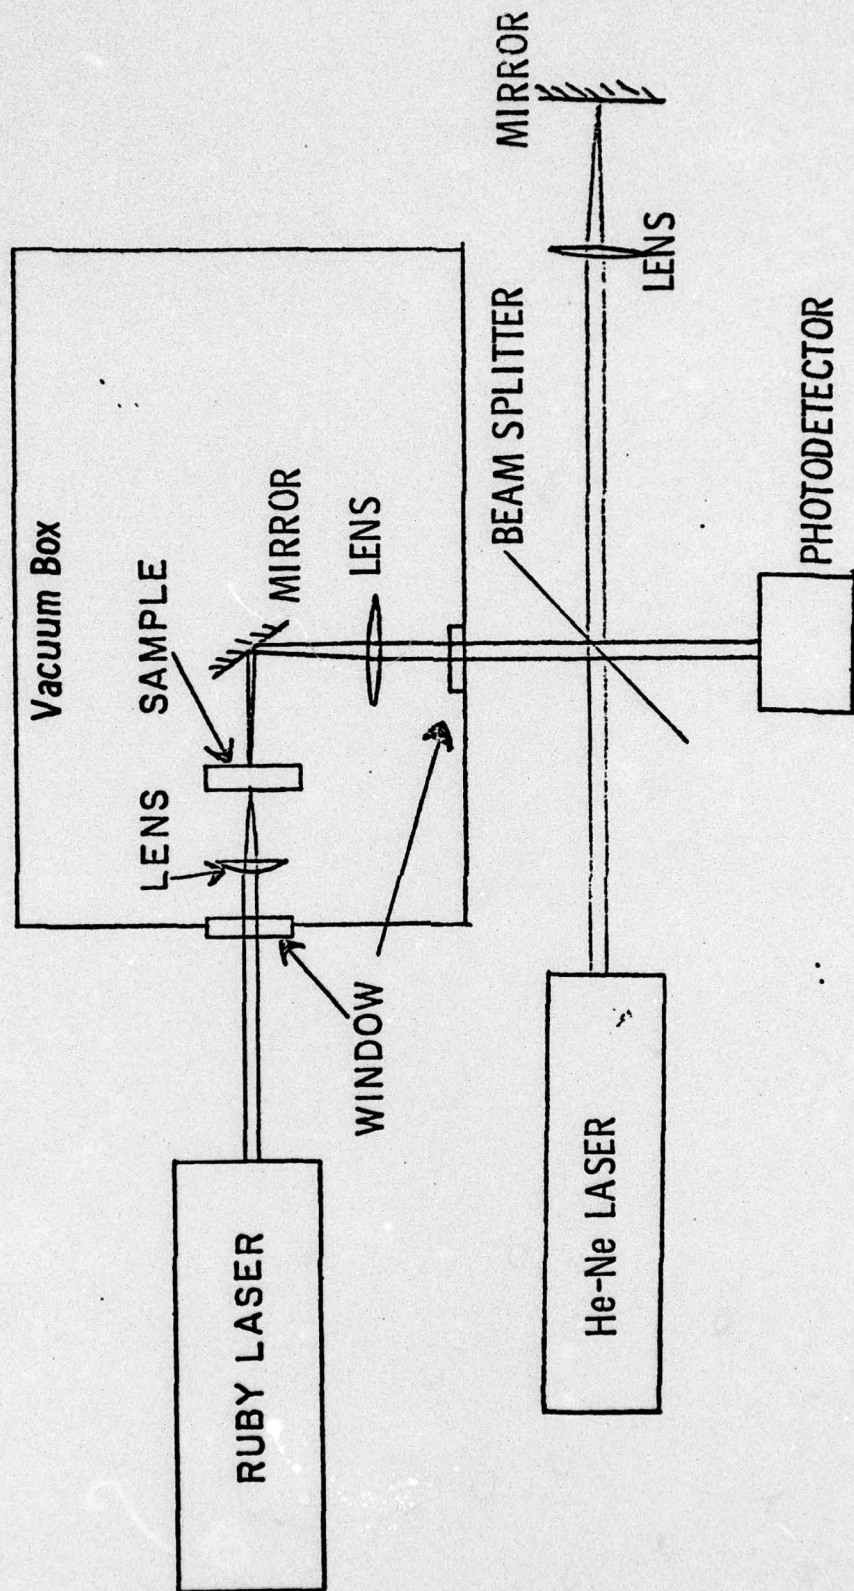 Vacuum Box
LENS
SAMPLE
MIRROR
LENS
WINDOW
RUBY LASER
BEAM SPLITTER
MIRROR
LENS
He-Ne LASER
PHOTODETECTOR